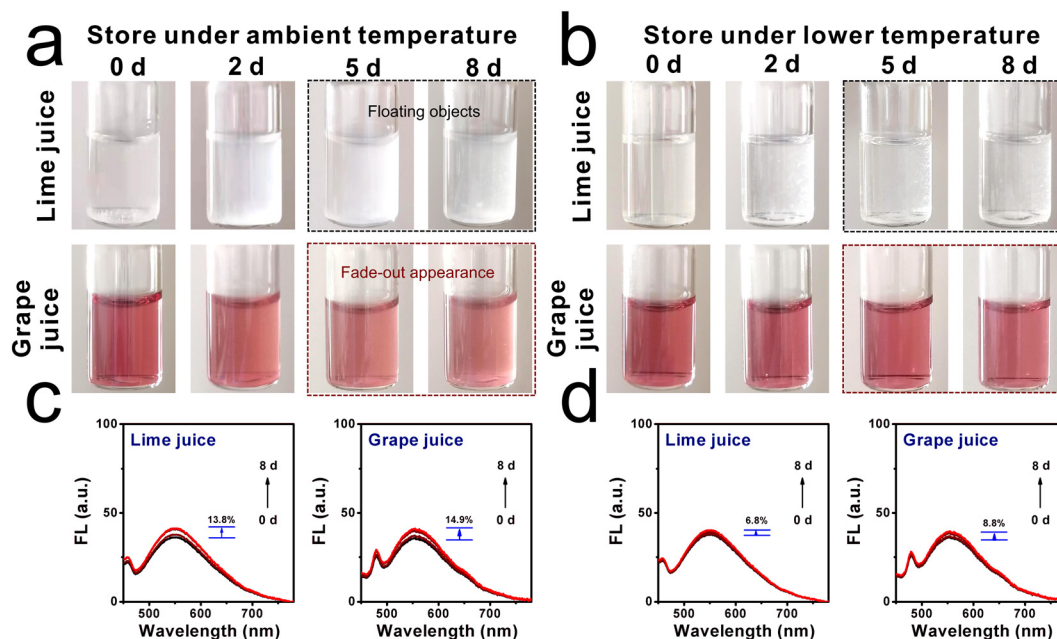 a
Store under ambient temperature
0 d 2 d 5 d 8 d
Lime juice
Floating objects
Grape
juice
Fade-out appearance
b
Store under lower temperature
0 d 2 d 5 d 8 d
Lime juice
Grape
juice
c
FL (a.u.)
100
50
0
Lime juice
8 d
13.8%
0 d
500 600 700
Wavelength (nm)
FL (a.u.)
100
50
0
Grape juice
8 d
14.9%
0 d
500 600 700
Wavelength (nm)
d
FL (a.u.)
100
50
0
Lime juice
8 d
6.8%
0 d
500 600 700
Wavelength (nm)
FL (a.u.)
100
50
0
Grape juice
8 d
8.8%
0 d
500 600 700
Wavelength (nm)